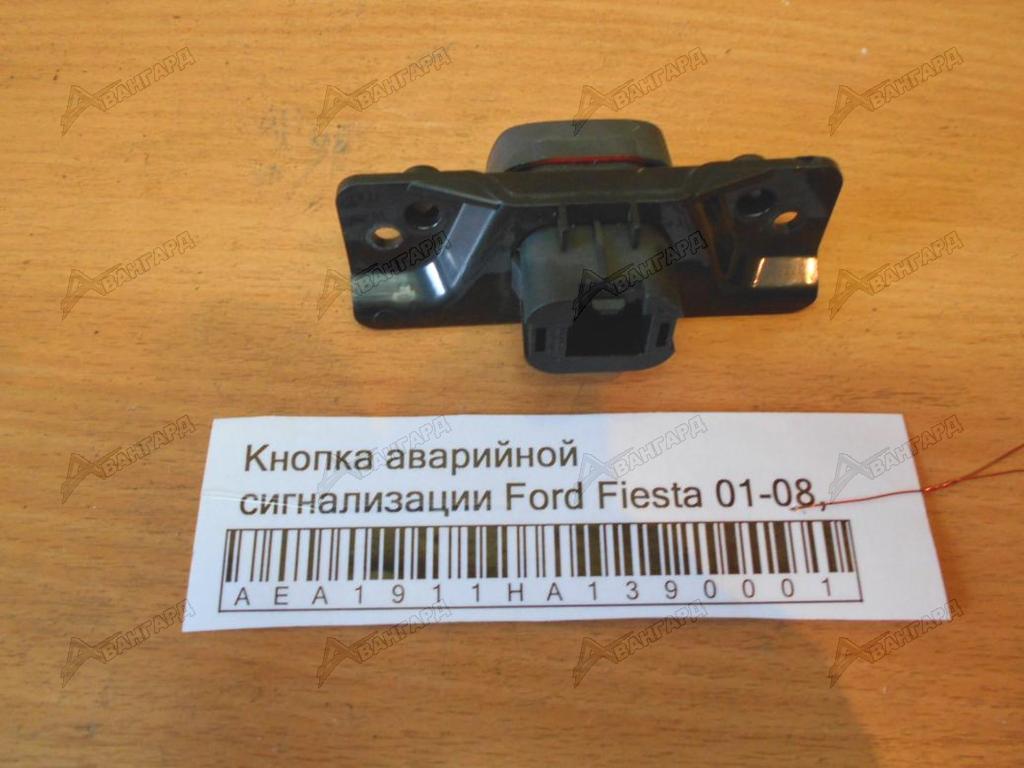 Кнопка аварийной
сигнализации Ford Fiesta 01-08,
AEA1911HA1390001
АВАНГАРД